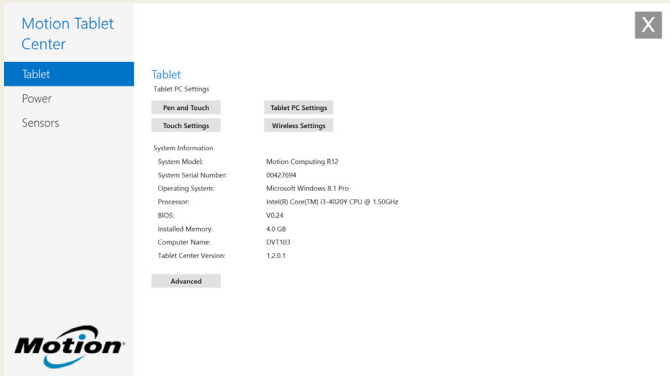 Motion Tablet
Center
X
Tablet
Power
Sensors
Tablet
Tablet PC Settings
Pen and Touch Tablet PC Settings
Touch Settings Wireless Settings
System Information
System Model: Motion Computing R12
System Serial Number: 00427694
Operating System: Microsoft Windows 8.1 Pro
Processor: Intel(R) Core(TM) i3-4020Y CPU @ 1.50GHz
BIOS: V0.24
Installed Memory: 4.0 GB
Computer Name: DVT103
Tablet Center Version: 1.2.0.1
Advanced
Motion